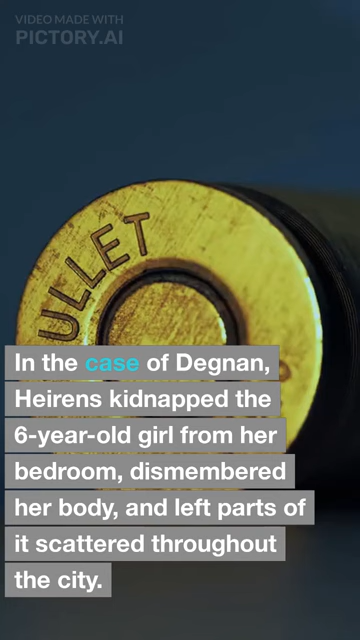 VIDEO MADE WITH
PICTORY.AI
ULLET
In the case of Degnan,
Heirens kidnapped the
6-year-old girl from her
bedroom, dismembered
her body, and left parts of
it scattered throughout
the city.